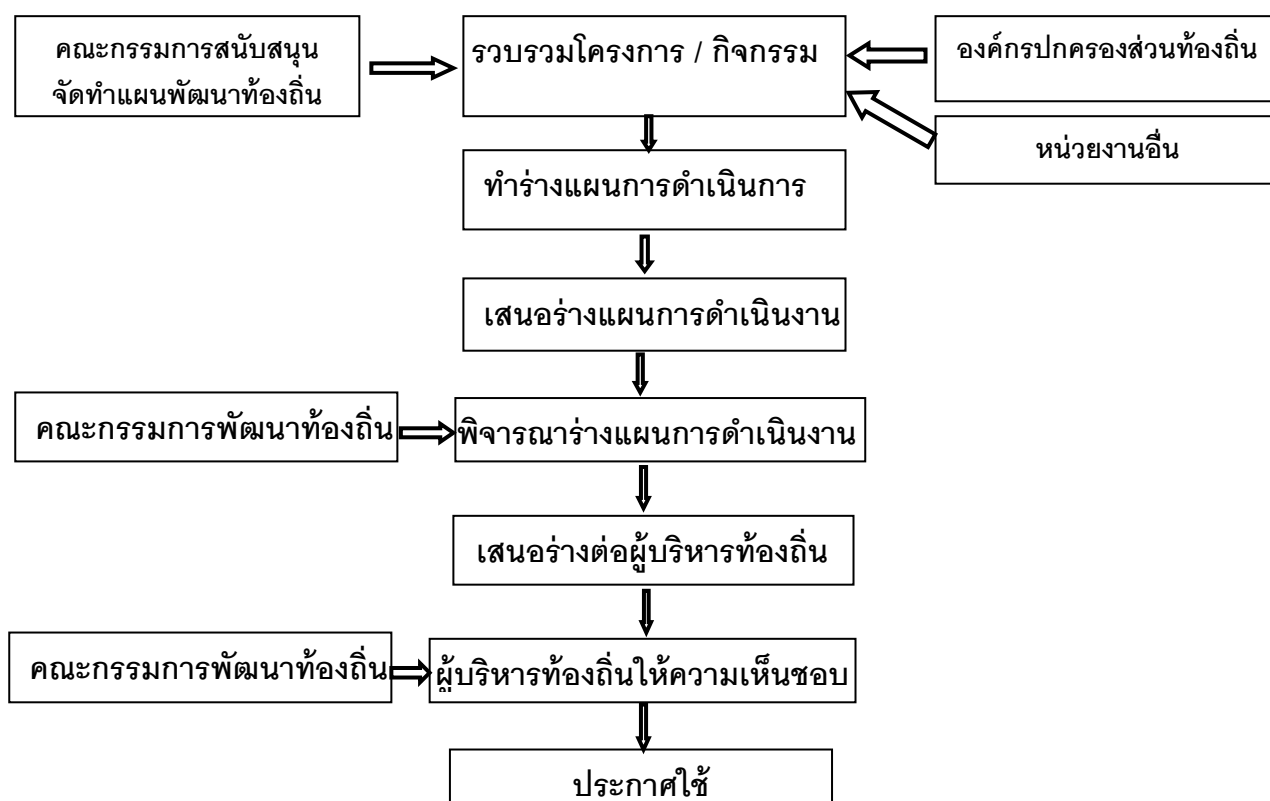 คณะกรรมการสนับสนุน
จัดทำแผนพัฒนาท้องถิ่น
รวบรวมโครงการ / กิจกรรม
องค์กรปกครองส่วนท้องถิ่น
หน่วยงานอื่น
ทำร่างแผนการดำเนินการ
เสนอร่างแผนการดำเนินงาน
คณะกรรมการพัฒนาท้องถิ่น
พิจารณาร่างแผนการดำเนินงาน
เสนอร่างต่อผู้บริหารท้องถิ่น
คณะกรรมการพัฒนาท้องถิ่น
ผู้บริหารท้องถิ่นให้ความเห็นชอบ
ประกาศใช้